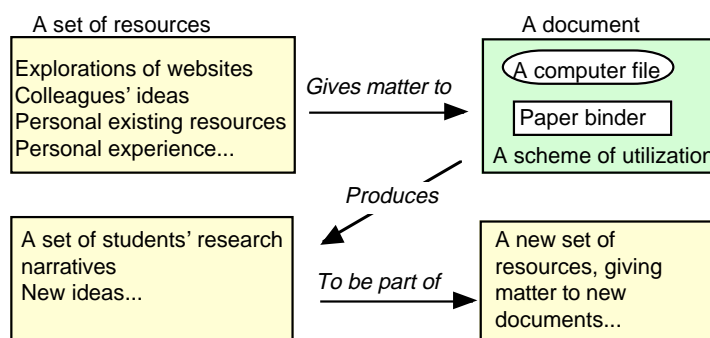 A set of resources
Explorations of websites
Colleagues’ ideas
Personal existing resources
Personal experience...
Gives matter to
A document
A computer file
Paper binder
A scheme of utilization
Produces
A set of students’ research
narratives
New ideas...
To be part of
A new set of
resources, giving
matter to new
documents...